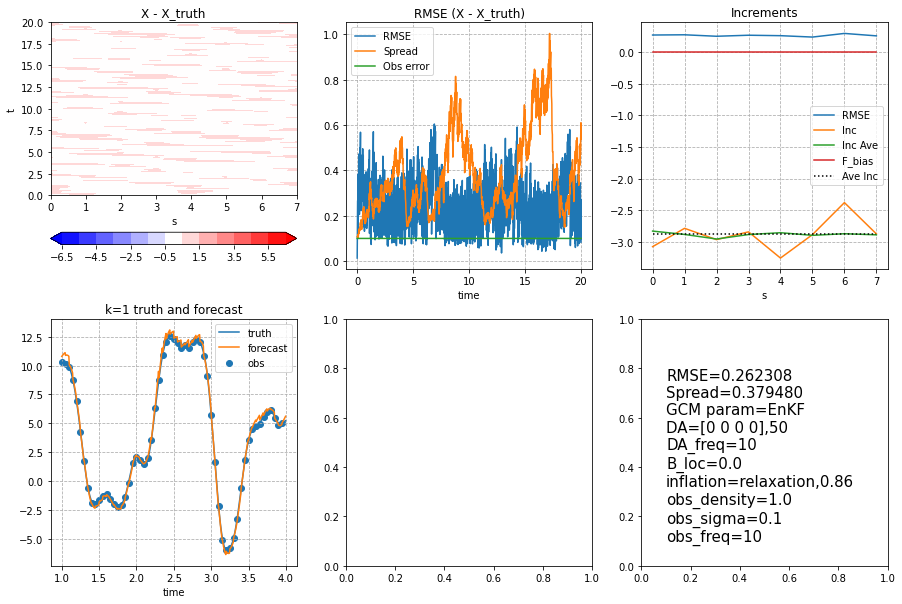 X - X_truth
20.0
17.5
15.0
12.5
10.0
7.5
5.0
2.5
0.0
t
0 1 2 3 4 5 6 7
s
−6.5 −4.5 −2.5 −0.5 1.5 3.5 5.5
RMSE (X - X_truth)
1.0
0.8
0.6
0.4
0.2
0.0
RMSE
Spread
Obs error
0 5 10 15 20
time
Increments
0.0
−0.5
−1.0
−1.5
−2.0
−2.5
−3.0
RMSE
Inc
Inc Ave
F_bias
Ave Inc
0 1 2 3 4 5 6 7
s
k=1 truth and forecast
12.5
10.0
7.5
5.0
2.5
0.0
−2.5
−5.0
truth
forecast
obs
1.0 1.5 2.0 2.5 3.0 3.5 4.0
time
1.0
0.8
0.6
0.4
0.2
0.0
0.0 0.2 0.4 0.6 0.8 1.0
1.0
0.8
0.6
0.4
0.2
0.0
RMSE=0.262308
Spread=0.379480
GCM param=EnKF
DA=[0 0 0 0],50
DA_freq=10
B_loc=0.0
inflation=relaxation,0.86
obs_density=1.0
obs_sigma=0.1
obs_freq=10
0.0 0.2 0.4 0.6 0.8 1.0